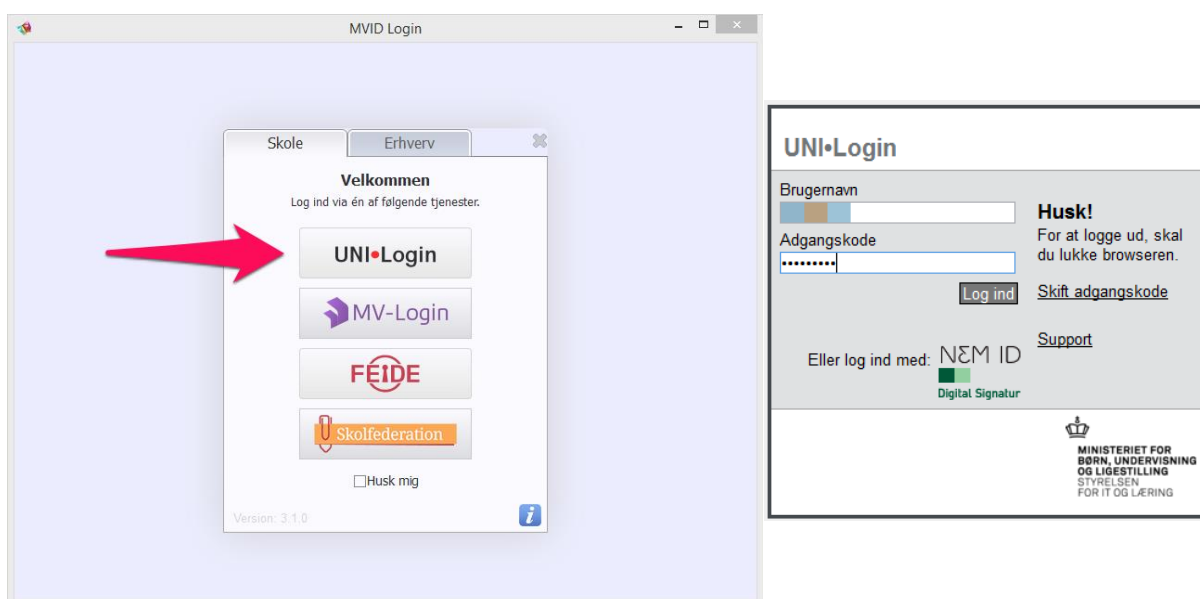 MVID Login
Skole
Erhverv
Velkommen
Log ind via én af følgende tjenester.
UNI•Login
MV-Login
FEIDE
Skolfederation
Husk mig
Version: 3.1.0
UNI•Login
Brugernavn
Adgangskode
Log ind
Eller log ind med:
NEM ID
Digital Signatur
Husk!
For at logge ud, skal
du lukke browseren.
Skift adgangskode
Support
MINISTERIET FOR
BØRN, UNDERVISNING
OG LIGESTILLING
STYRELSEN
FOR IT OG LÆRING